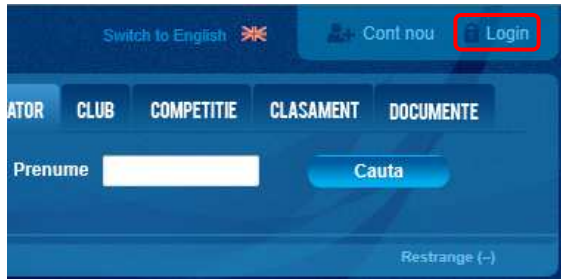 Switch to English Cont nou Login
ATOR CLUB COMPETITIE CLASAMENT DOCUMENTE
Prenume Cauta
Restrange (--)